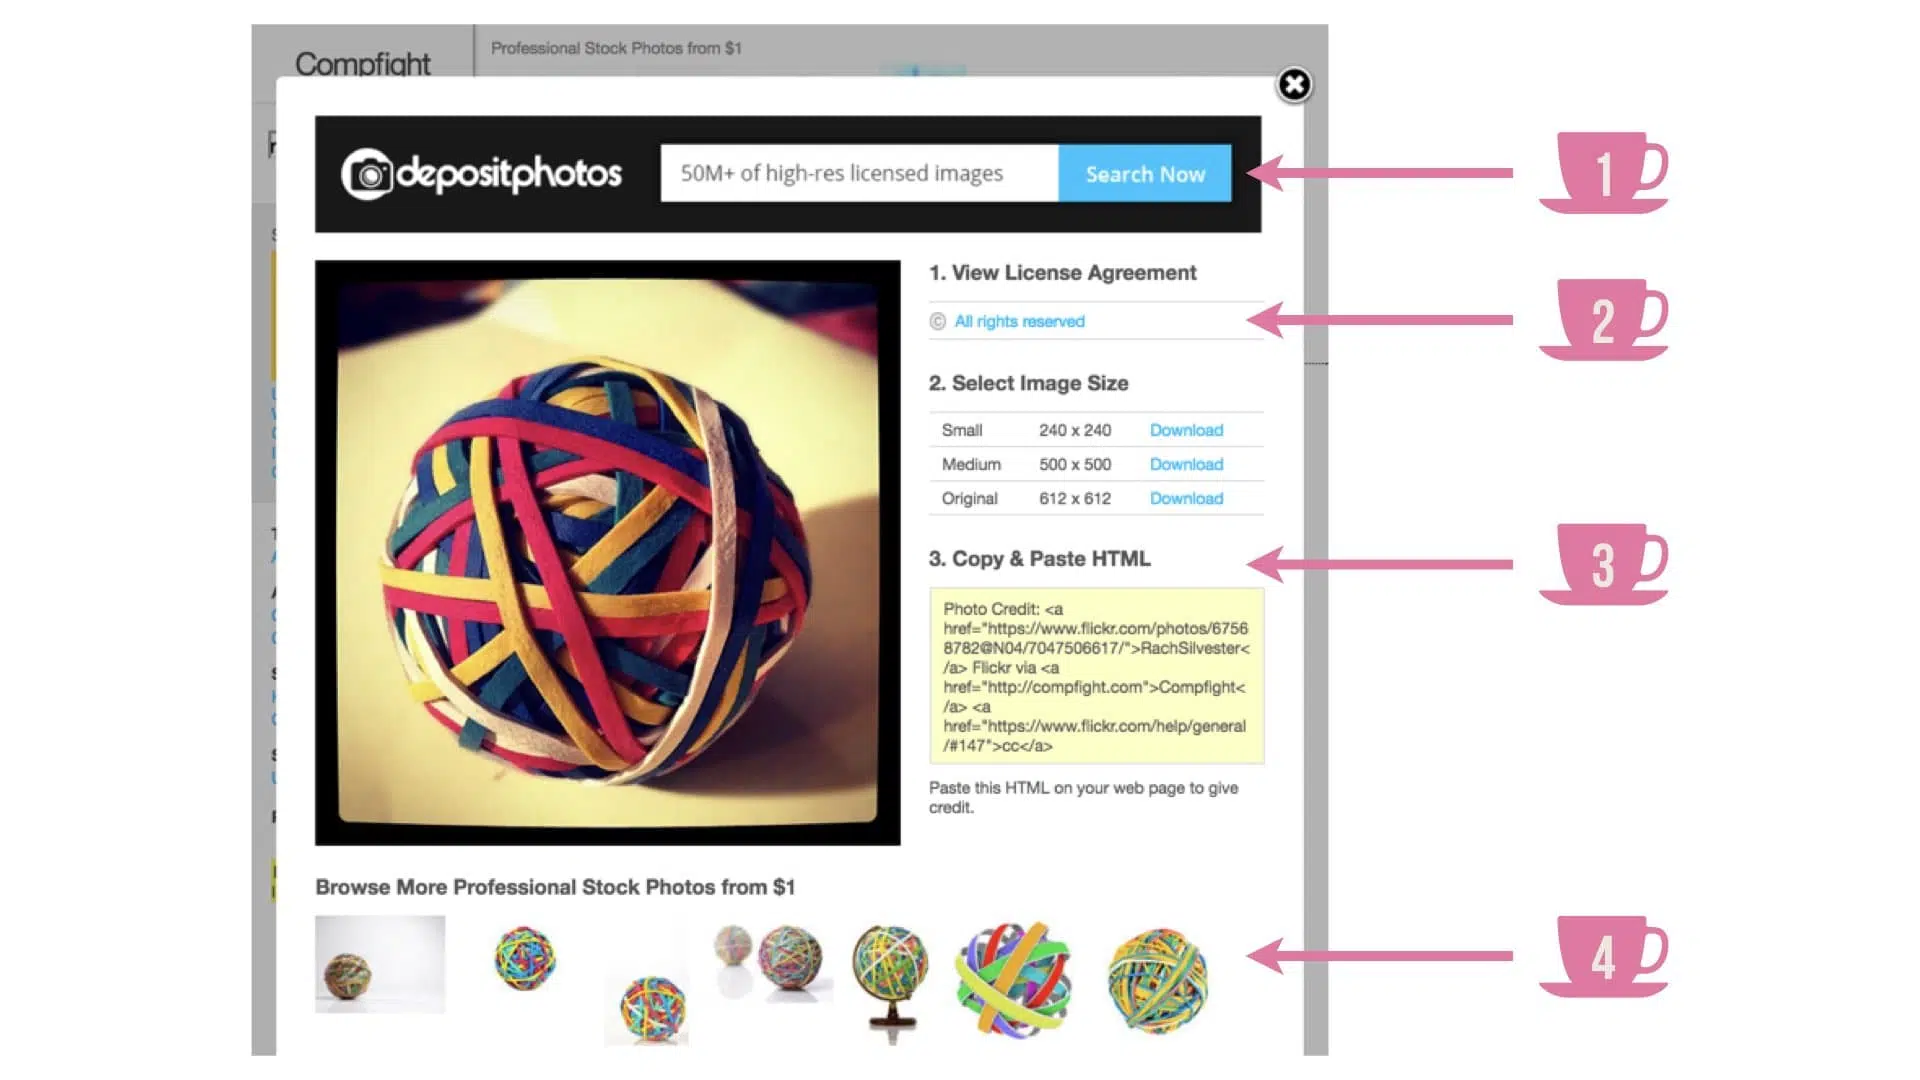 Compfight
Professional Stock Photos from $1
depositphotos
50M+ of high-res licensed images
Search Now
1
1. View License Agreement
© All rights reserved
2
2. Select Image Size
Small 240 x 240 Download
Medium 500 x 500 Download
Original 612 x 612 Download
3. Copy & Paste HTML
3
Photo Credit: <a
href="https://www.flickr.com/photos/6756
8782@N04/7047506617/">RachSilvester<
/a> Flickr via <a
href="http://compfight.com">Compfight<
/a> <a
href="https://www.flickr.com/help/general
/#147">cc</a>
Paste this HTML on your web page to give
credit.
Browse More Professional Stock Photos from $1
4